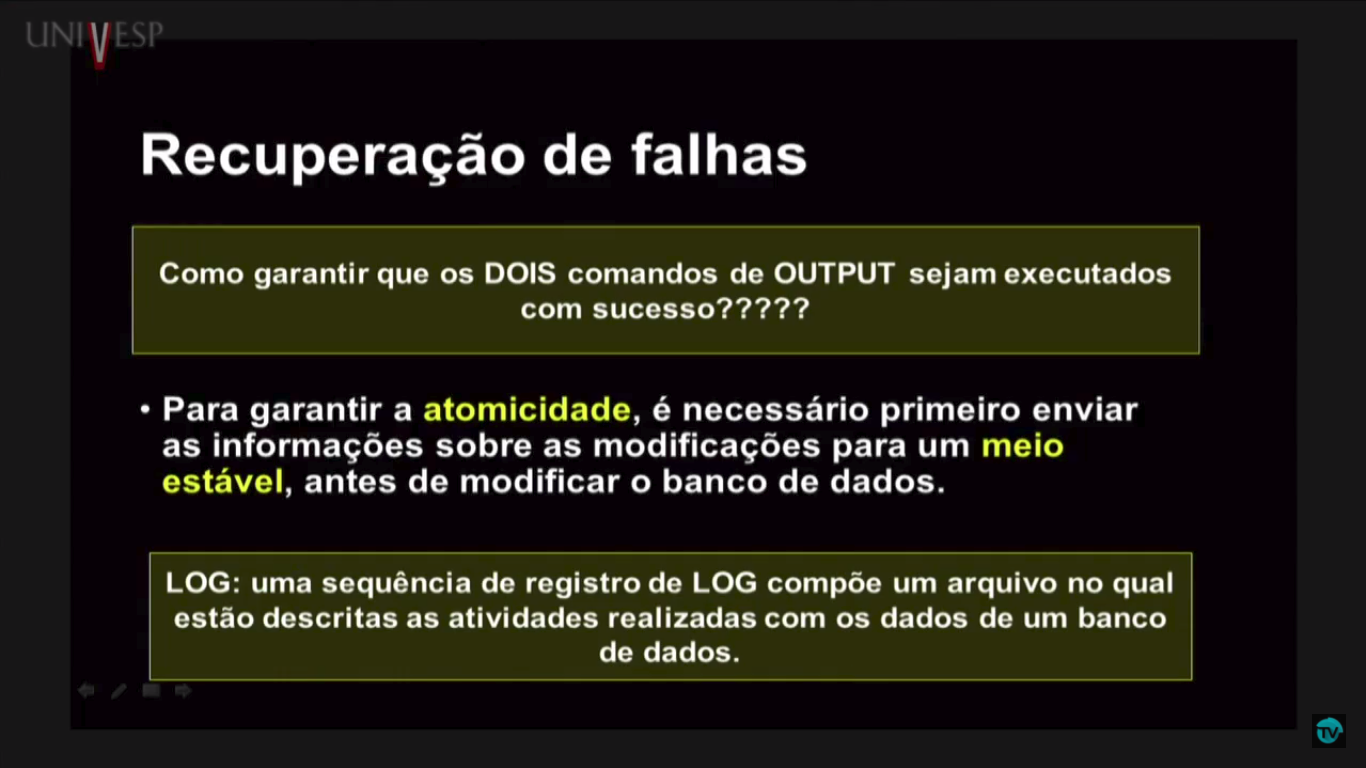 UNIVESP
Recuperação de falhas
Como garantir que os DOIS comandos de OUTPUT sejam executados
com sucesso?????
• Para garantir a atomicidade, é necessário primeiro enviar
as informações sobre as modificações para um meio
estável, antes de modificar o banco de dados.
LOG: uma sequência de registro de LOG compõe um arquivo no qual
estão descritas as atividades realizadas com os dados de um banco
de dados.
TV